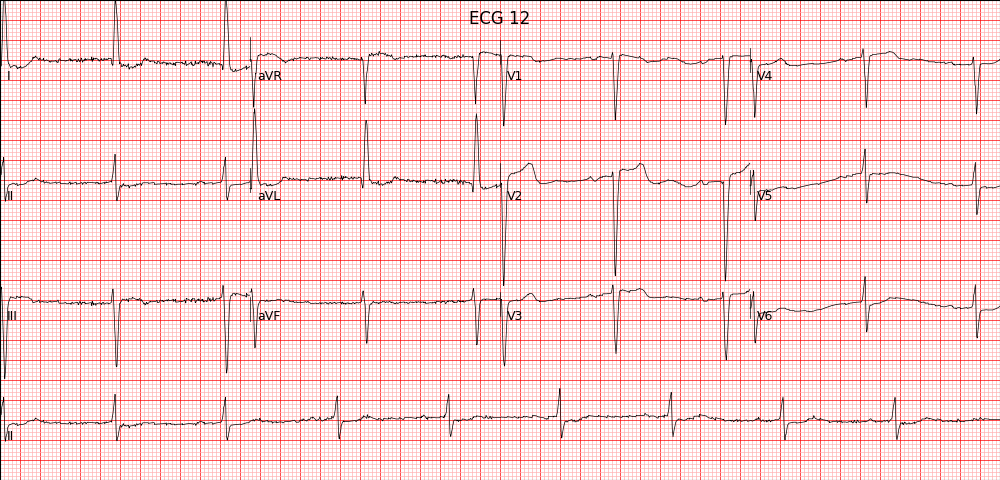 ECG 12
I aVR V1 V4
II aVL V2 V5
III aVF V3 V6
II